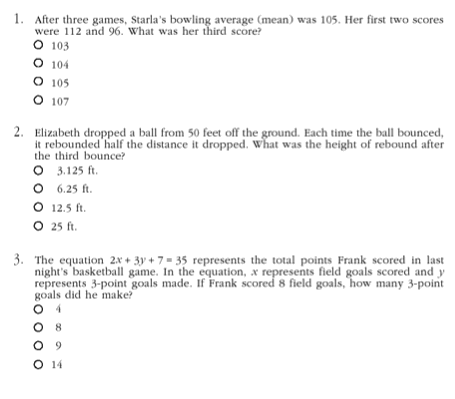 1. After three games, Starla's bowling average (mean) was 105. Her first two scores
were 112 and 96. What was her third score?
103
104
105
107
2. Elizabeth dropped a ball from 50 feet off the ground. Each time the ball bounced,
it rebounded half the distance it dropped. What was the height of rebound after
the third bounce?
3.125 ft.
6.25 ft.
12.5 ft.
25 ft.
3. The equation 2x + 3y + 7 = 35 represents the total points Frank scored in last
night's basketball game. In the equation, x represents field goals scored and y
represents 3-point goals made. If Frank scored 8 field goals, how many 3-point
goals did he make?
4
8
9
14